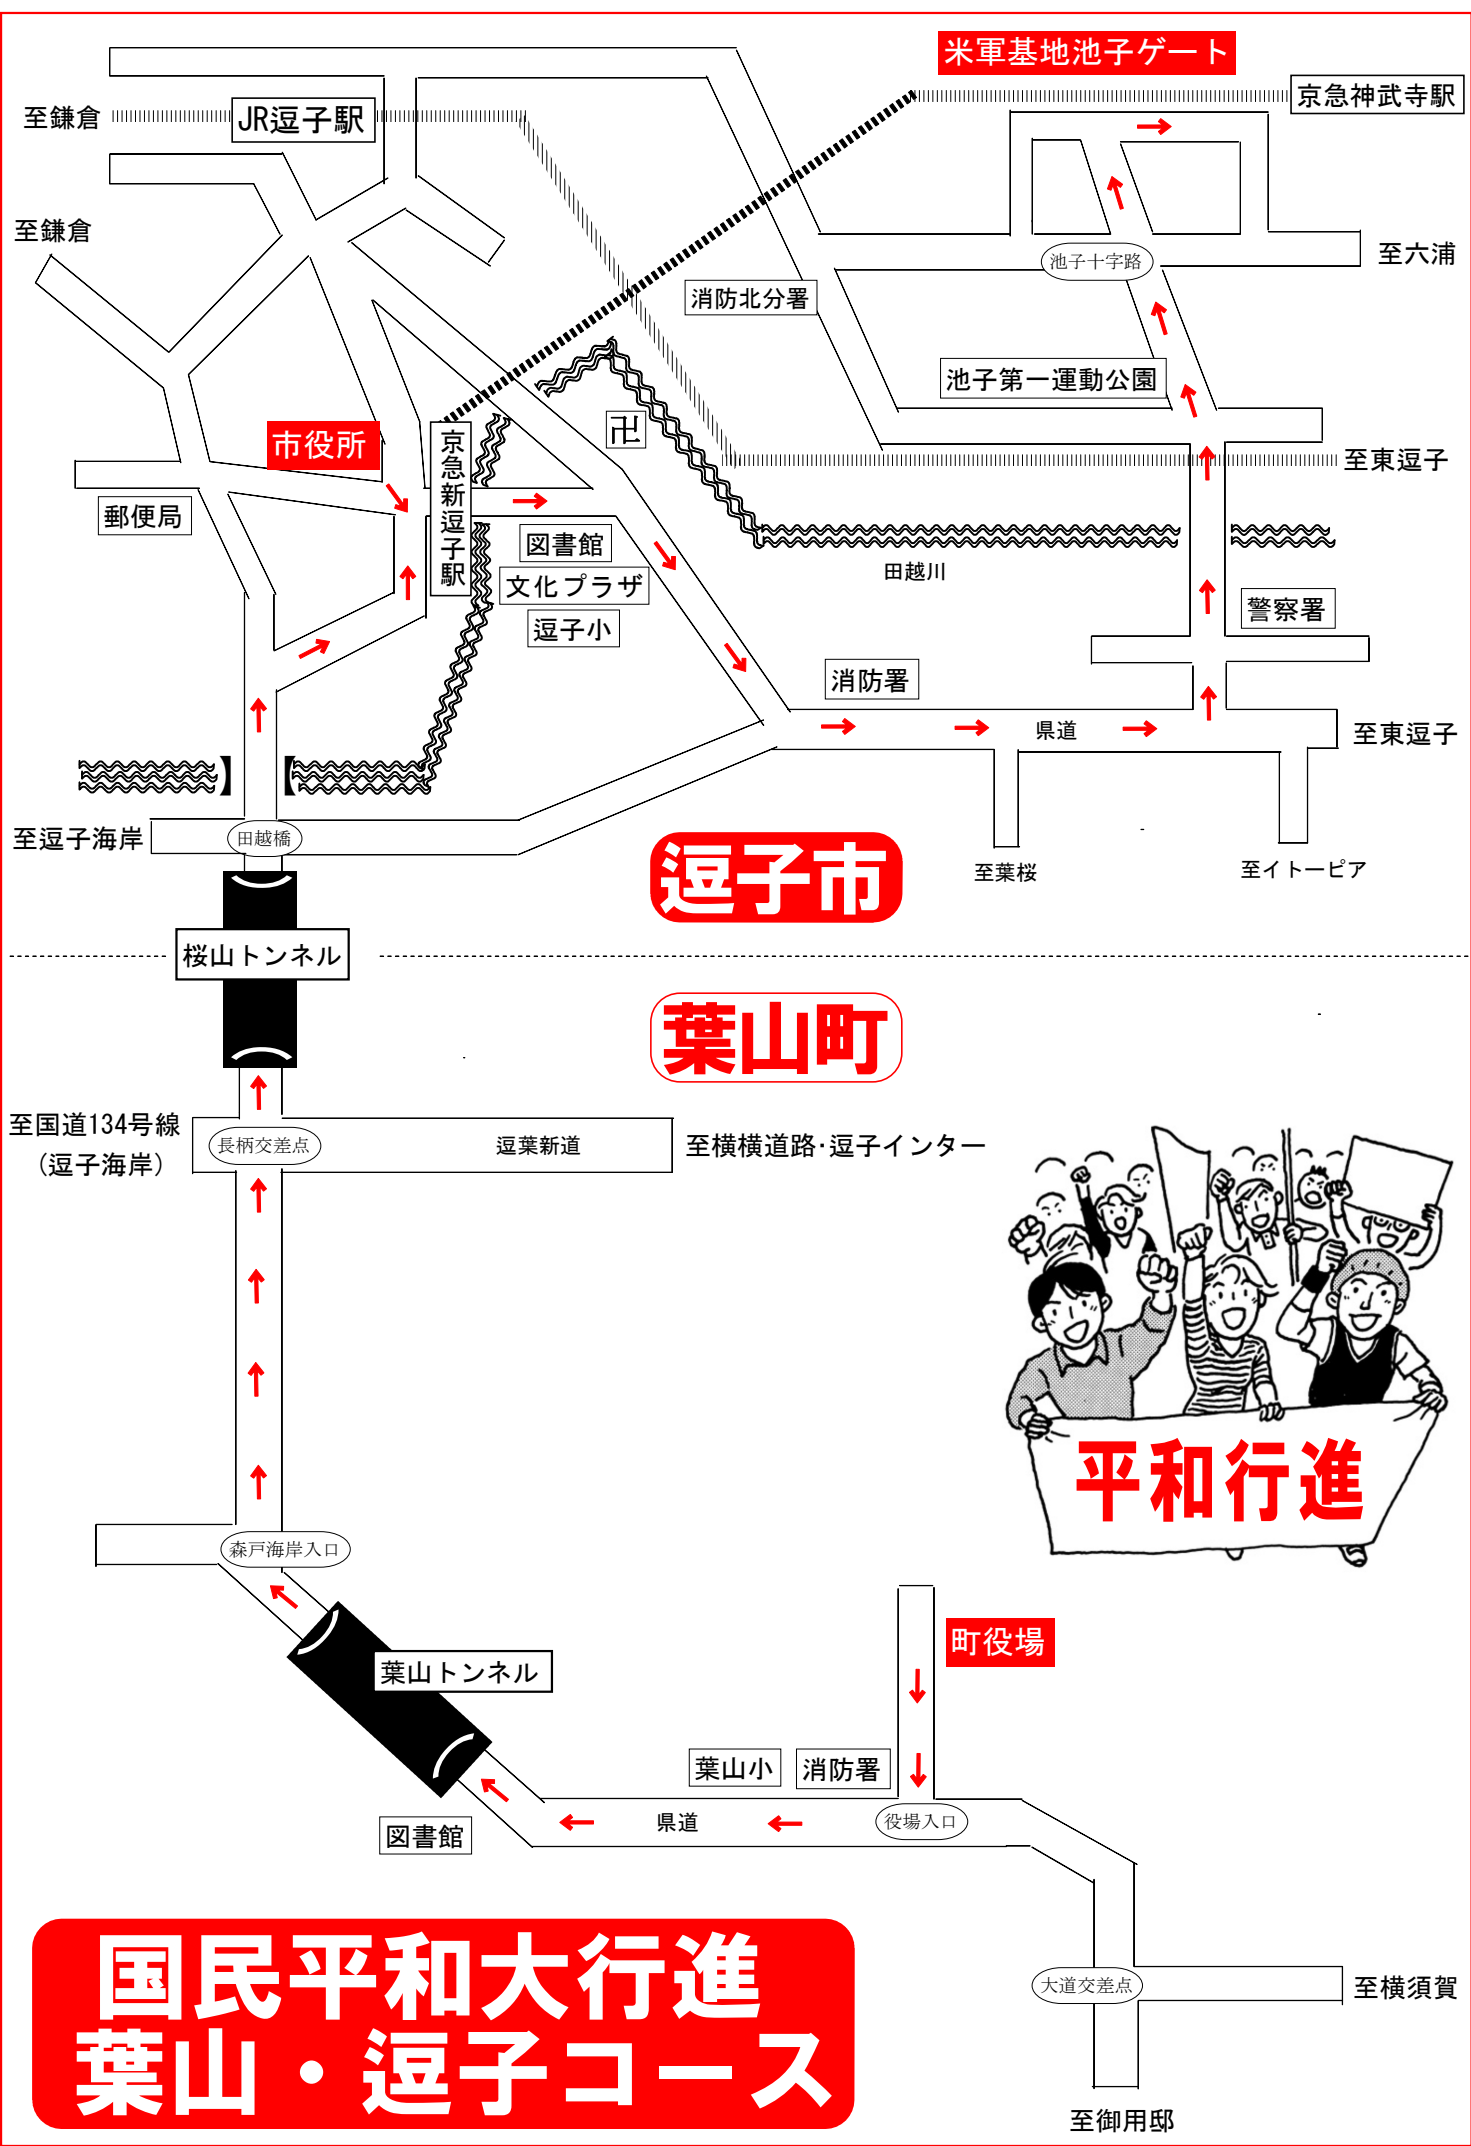 米軍基地池子ゲート
京急神武寺駅
至鎌倉
JR逗子駅
至鎌倉
至六浦
池子十字路
消防北分署
池子第一運動公園
市役所
京急新逗子駅
卍
至東逗子
郵便局
図書館
文化プラザ
逗子小
田越川
警察署
消防署
県道
至東逗子
至逗子海岸
田越橋
逗子市
至葉桜
至イトーピア
桜山トンネル
葉山町
至国道134号線
(逗子海岸)
長柄交差点
逗葉新道
至横横道路・逗子インター
平和行進
森戸海岸入口
町役場
葉山トンネル
葉山小
消防署
県道
役場入口
図書館
国民平和大行進
葉山・逗子コース
大道交差点
至横須賀
至御用邸